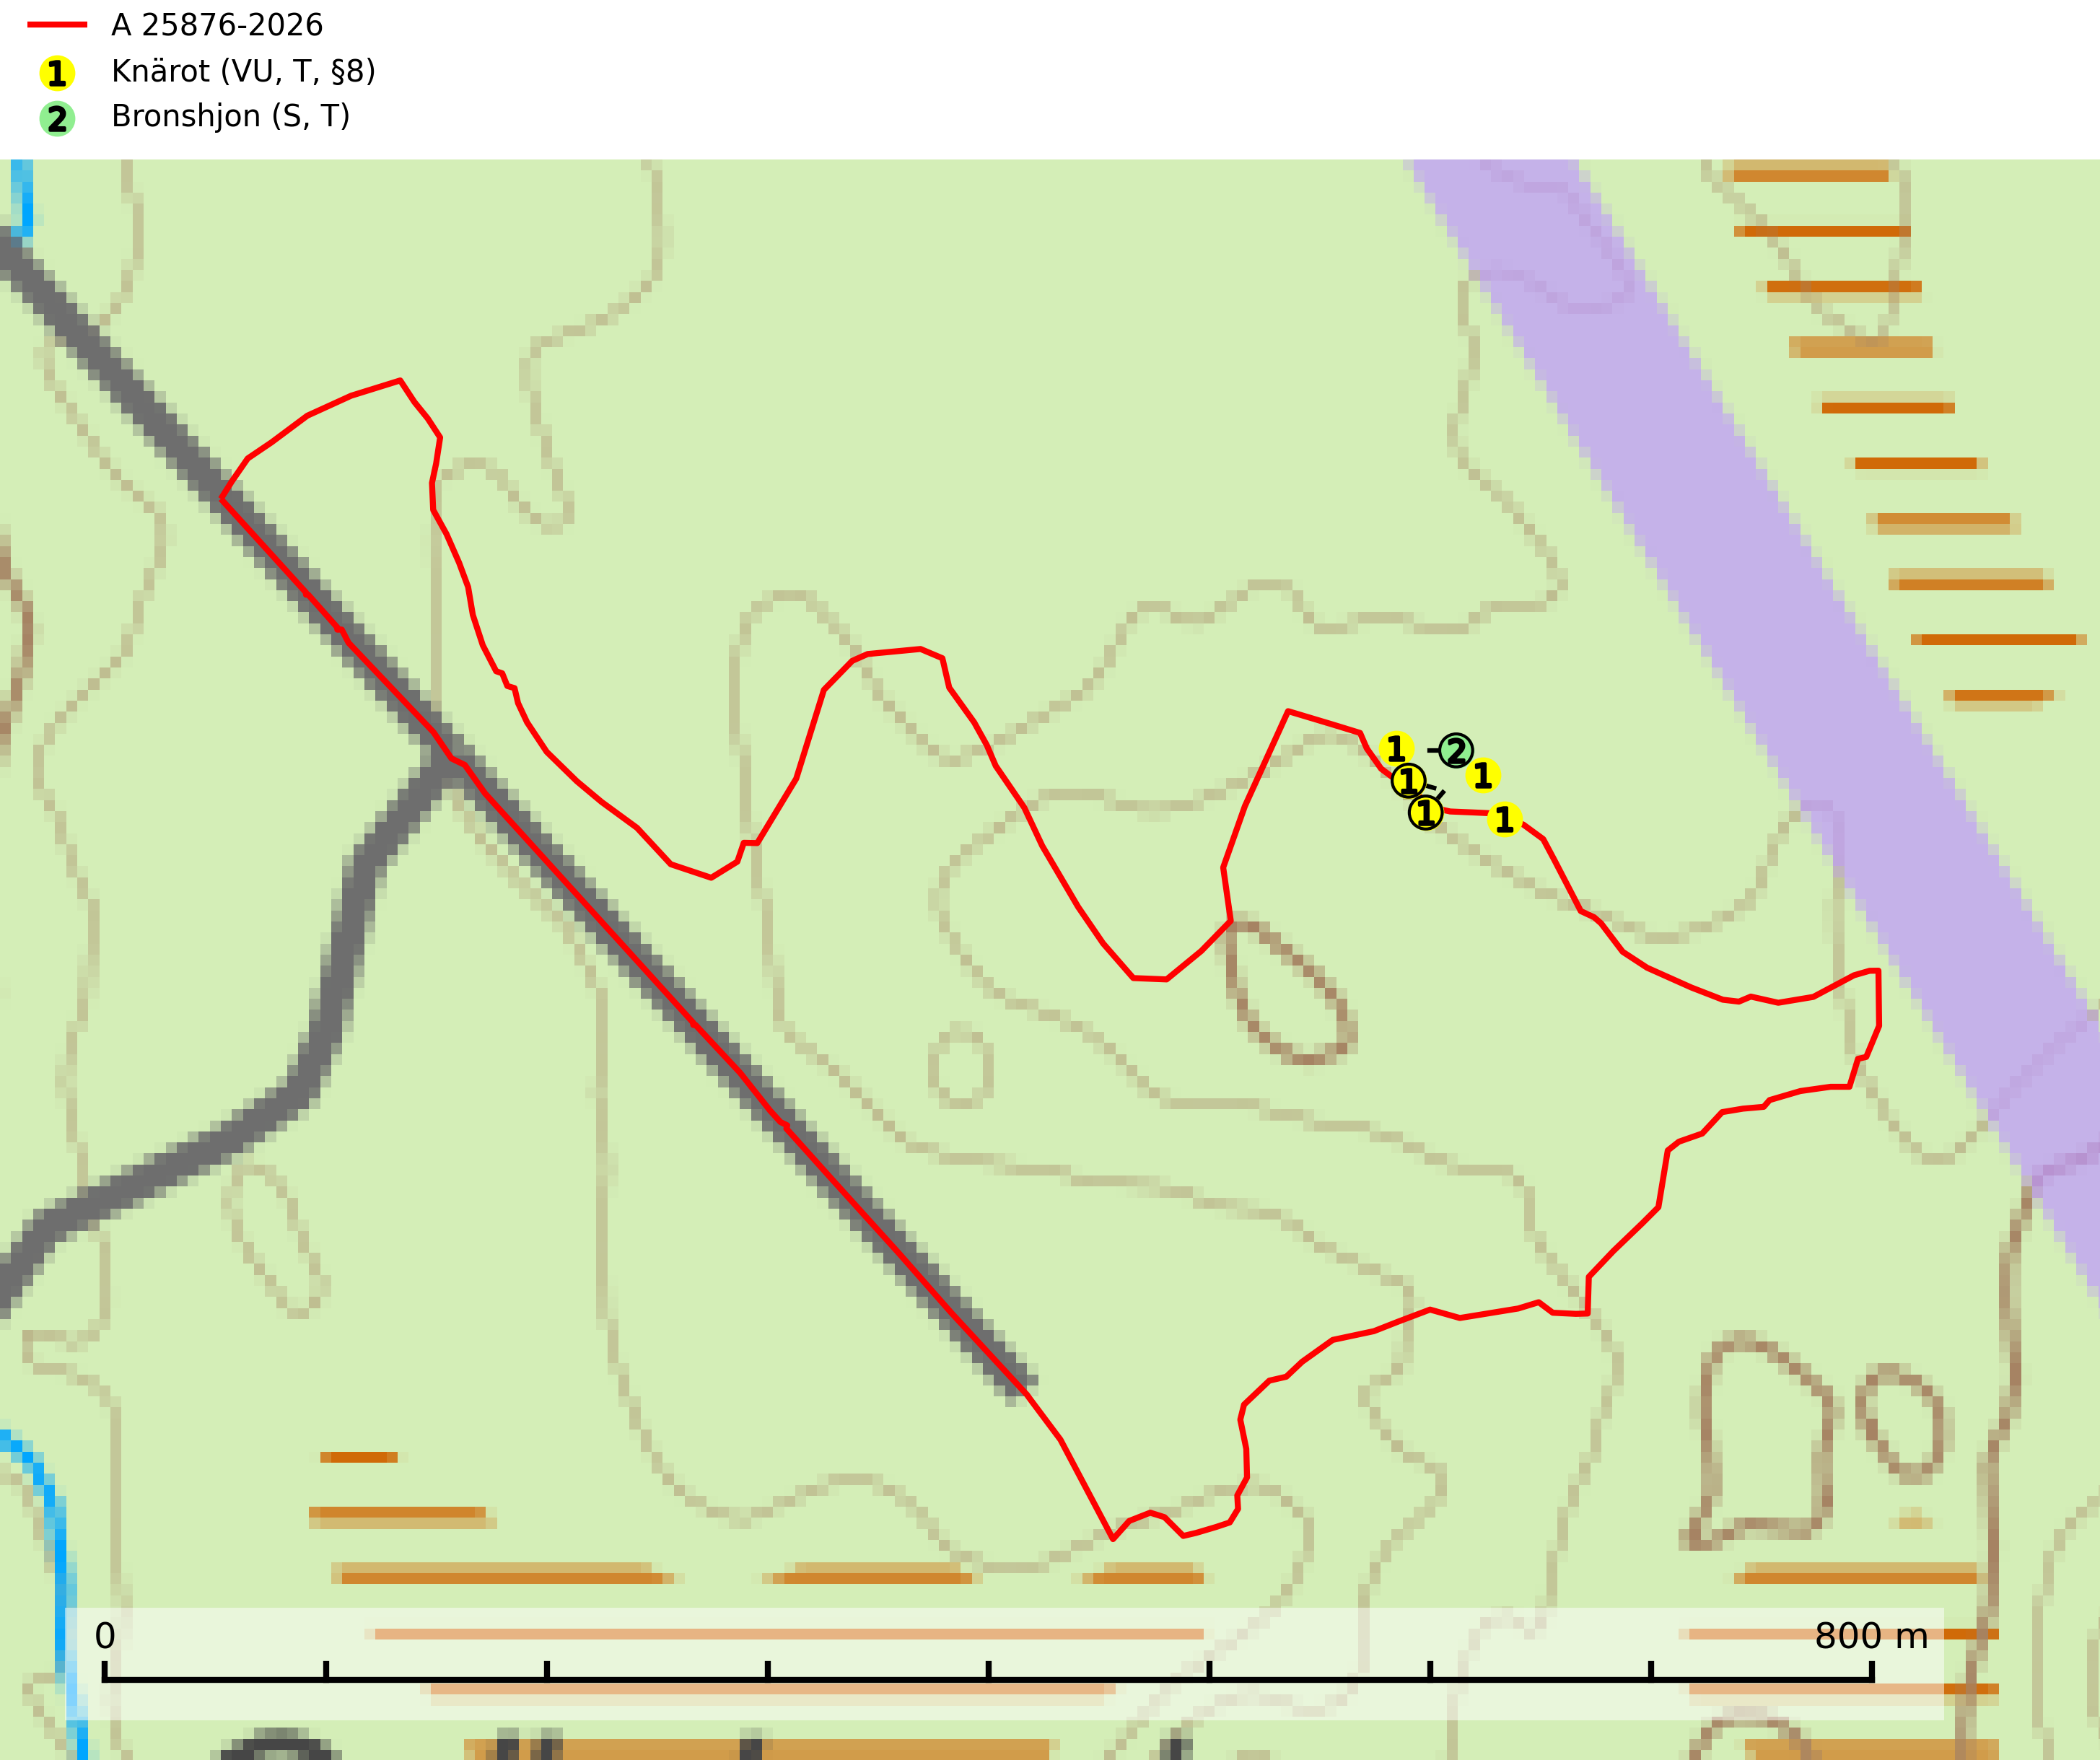 A 25876-2026
1 Knärot (VU, T, §8)
2 Bronshjon (S, T)
1 2
1 1
1 1
0 800 m